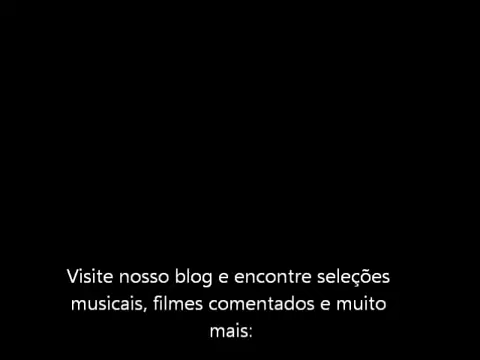 Visite nosso blog e encontre seleções
musicais, filmes comentados e muito
mais: